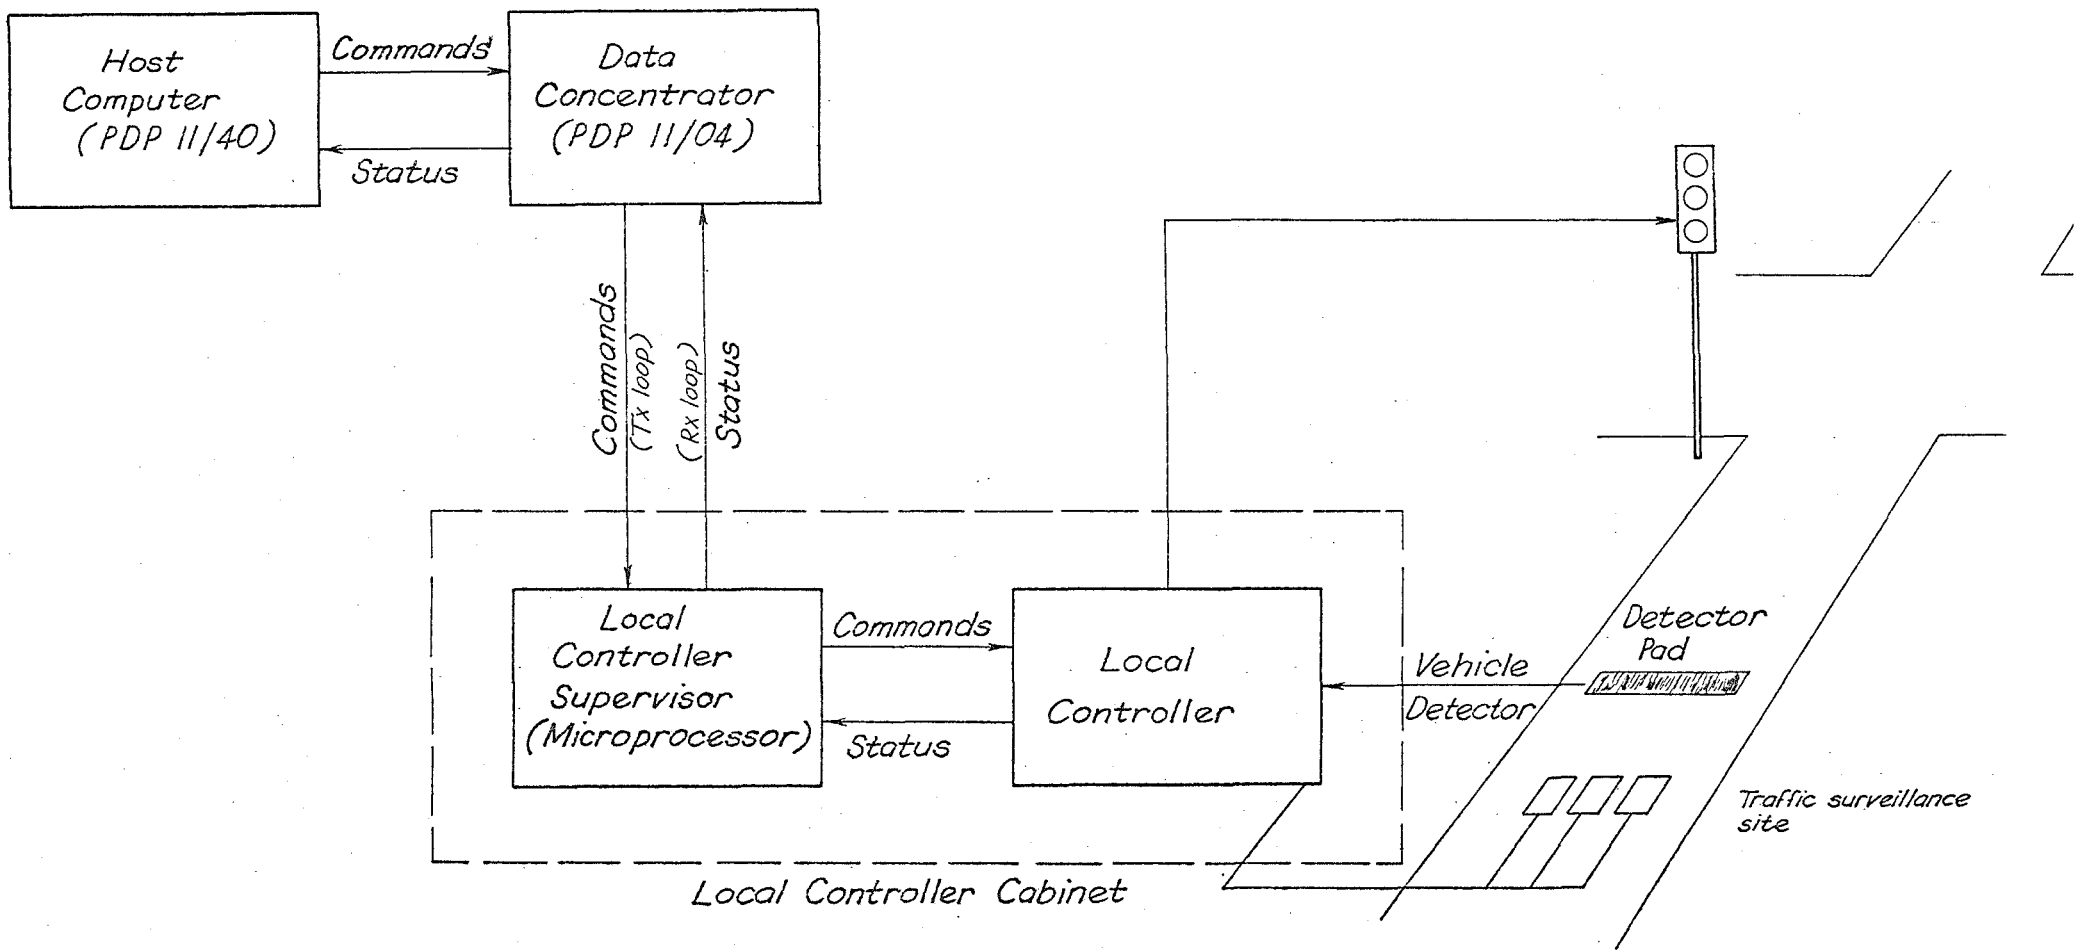 Host
Computer
(PDP 11/40)
Commands
Status
Data
Concentrator
(PDP 11/04)
Commands
(Tx loop)
(Rx loop)
Status
Local
Controller
Supervisor
(Microprocessor)
Commands
Status
Local
Controller
Vehicle
Detector
Detector
Pad
Traffic surveillance
site
Local Controller Cabinet